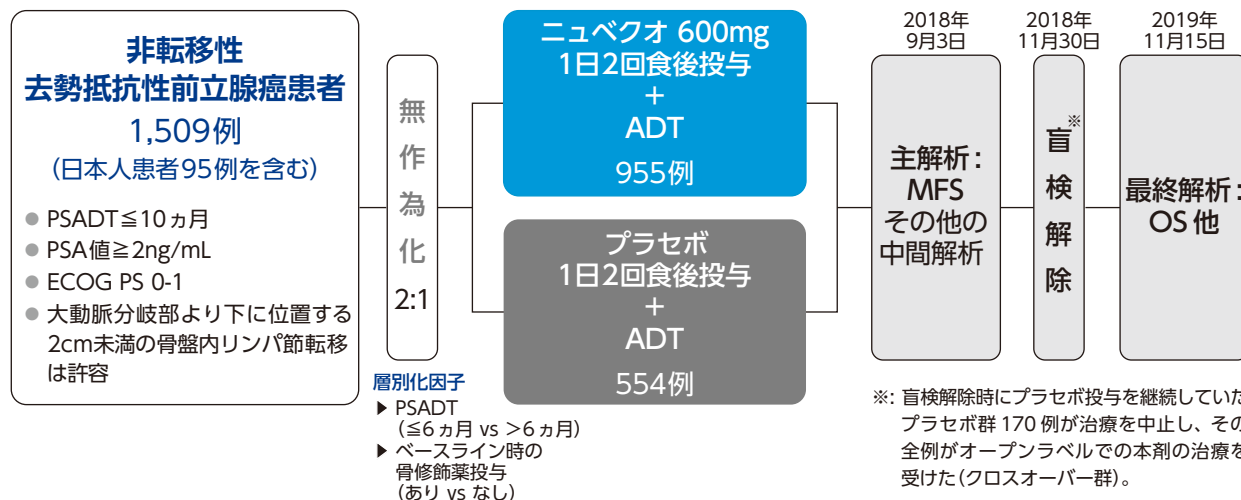 非転移性
去勢抵抗性前立腺癌患者
1,509例
(日本人患者95例を含む)
● PSADT≦10ヵ月
● PSA値≧2ng/mL
● ECOG PS 0-1
● 大動脈分岐部より下に位置する
2cm未満の骨盤内リンパ節転移
は許容
無作為化
2:1
層別化因子
▶ PSADT
(≦6ヵ月 vs >6ヵ月)
▶ ベースライン時の
骨修飾薬投与
(あり vs なし)
ニュベクオ 600mg
1日2回食後投与
+
ADT
955例
プラセボ
1日2回食後投与
+
ADT
554例
2018年
9月3日
主解析:
MFS
その他の
中間解析
2018年
11月30日
盲検解除※
2019年
11月15日
最終解析:
OS 他
※: 盲検解除時にプラセボ投与を継続していた
プラセボ群 170 例が治療を中止し、その
全例がオープンラベルでの本剤の治療を
受けた(クロスオーバー群)。